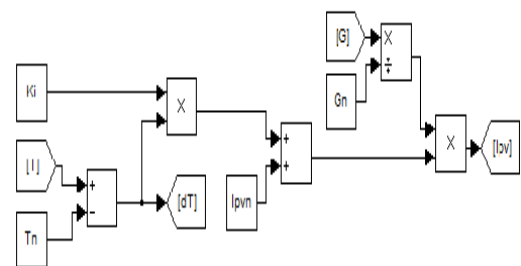 [G]
×
÷
Gn
Ki
×
+
+
×
[Ipv]
[T]
+
−
[dT]
Ipvn
Tn